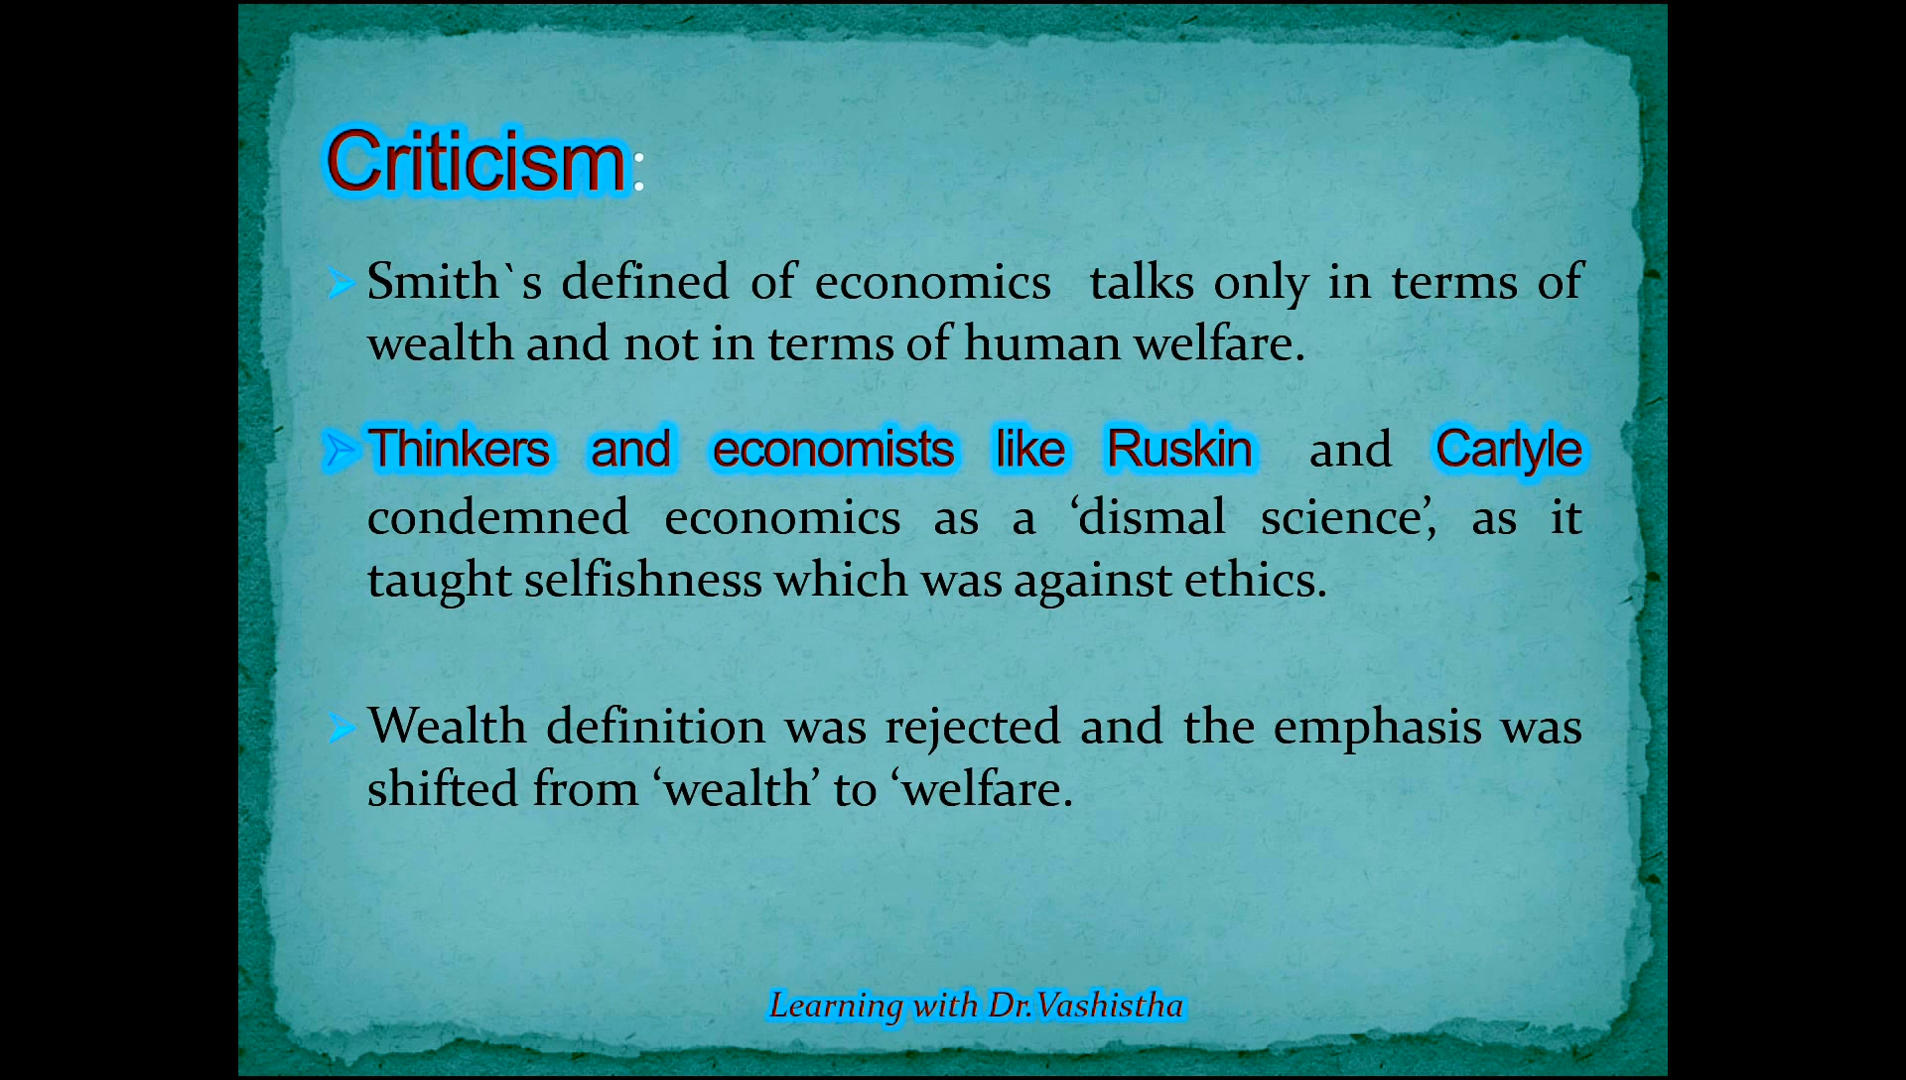 Criticism:
Smith`s defined of economics talks only in terms of
wealth and not in terms of human welfare.
Thinkers and economists like Ruskin and Carlyle
condemned economics as a ‘dismal science’, as it
taught selfishness which was against ethics.
Wealth definition was rejected and the emphasis was
shifted from ‘wealth’ to ‘welfare.
Learning with Dr.Vashistha